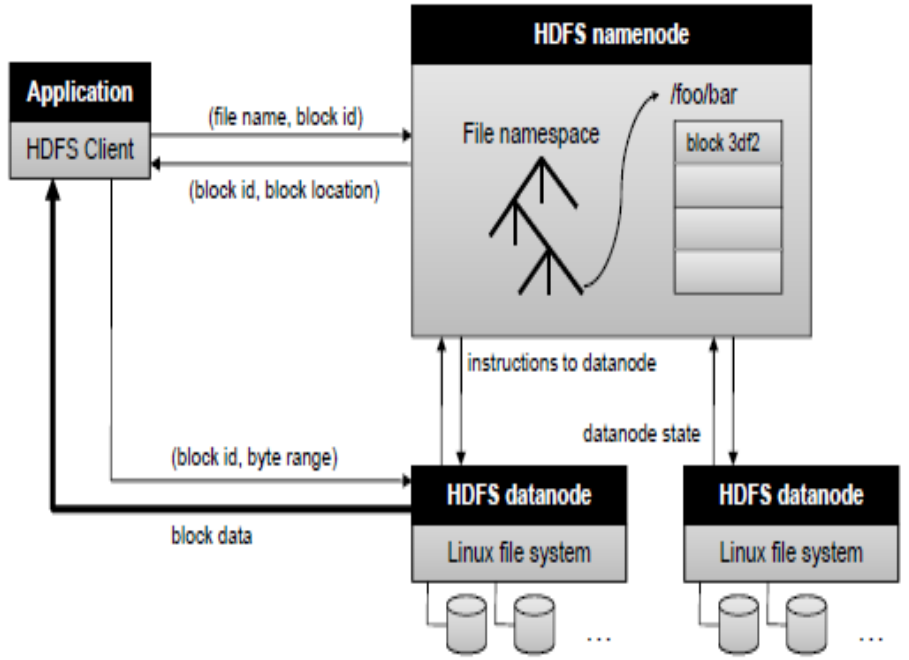 HDFS namenode
Application
HDFS Client
(file name, block id)
(block id, block location)
File namespace
/foo/bar
block 3df2
instructions to datanode
datanode state
(block id, byte range)
block data
HDFS datanode
Linux file system
...
HDFS datanode
Linux file system
...